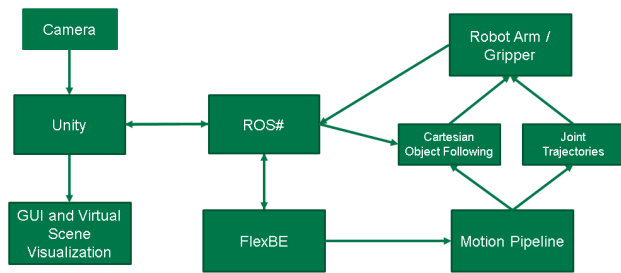 Camera
Robot Arm /
Gripper
Unity
ROS#
Cartesian
Object Following
Joint
Trajectories
GUI and Virtual
Scene
Visualization
FlexBE
Motion Pipeline